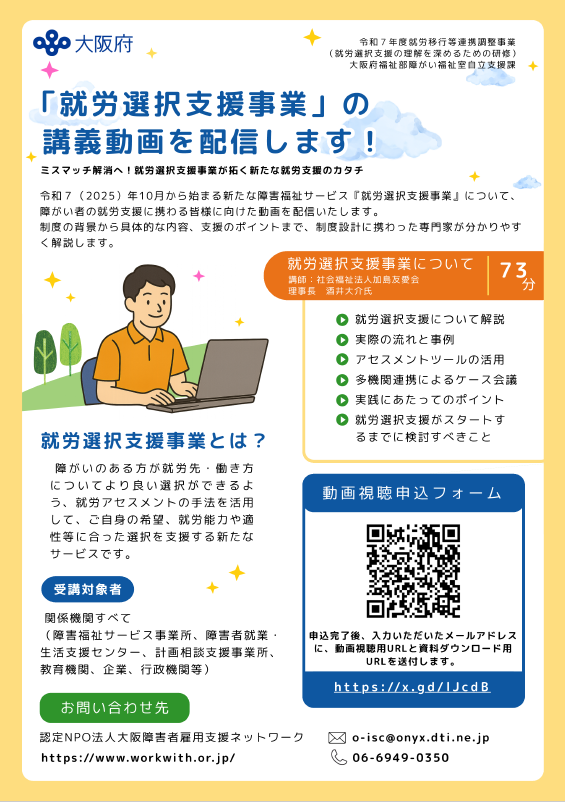 大阪府
令和７年度就労移行等連携調整事業
（就労選択支援の理解を深めるための研修）
大阪府福祉部障がい福祉室自立支援課
「就労選択支援事業」の
講義動画を配信します！
ミスマッチ解消へ！就労選択支援事業が拓く新たな就労支援のカタチ
令和７（2025）年10月から始まる新たな障害福祉サービス『就労選択支援事業』について、
障がい者の就労支援に携わる皆様に向けた動画を配信いたします。
制度の背景から具体的な内容、支援のポイントまで、制度設計に携わった専門家が分かりやす
く解説します。
就労選択支援事業について
講師：社会福祉法人加島友愛会
理事長　酒井大介氏
73分
就労選択支援について解説
実際の流れと事例
アセスメントツールの活用
多機関連携によるケース会議
実践にあたってのポイント
就労選択支援がスタートす
るまでに検討すべきこと
就労選択支援事業とは？
障がいのある方が就労先・働き方
についてより良い選択ができるよ
う、就労アセスメントの手法を活用
して、ご自身の希望、就労能力や適
性等に合った選択を支援する新たな
サービスです。
受講対象者
関係機関すべて
（障害福祉サービス事業所、障害者就業・
生活支援センター、計画相談支援事業所、
教育機関、企業、行政機関等）
動画視聴申込フォーム
申込完了後、入力いただいたメールアドレス
に、動画視聴用URLと資料ダウンロード用
URLを送付します。
https://x.gd/IJcdB
お問い合わせ先
認定NPO法人大阪障害者雇用支援ネットワーク
https://www.workwith.or.jp/
o-isc@onyx.dti.ne.jp
06-6949-0350